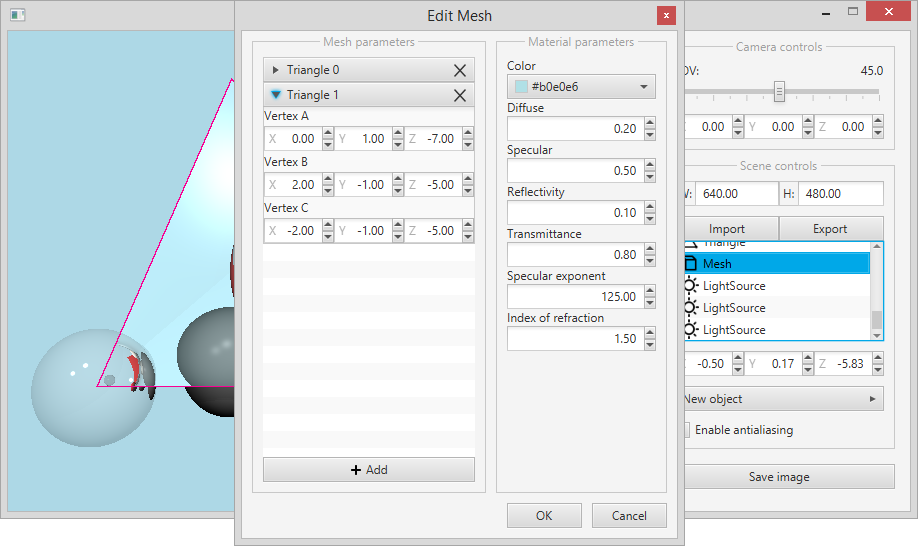 Edit Mesh
Mesh parameters
Triangle 0
Triangle 1
Vertex A
X 0.00 Y 1.00 Z -7.00
Vertex B
X 2.00 Y -1.00 Z -5.00
Vertex C
X -2.00 Y -1.00 Z -5.00
Add
Material parameters
Color
#b0e0e6
Diffuse
0.20
Specular
0.50
Reflectivity
0.10
Transmittance
0.80
Specular exponent
125.00
Index of refraction
1.50
OK Cancel
Camera controls
OV: 45.0
0.00 Y 0.00 Z 0.00
Scene controls
640.00 H: 480.00
Import Export
Triangle
Mesh
LightSource
LightSource
LightSource
-0.50 Y 0.17 Z -5.83
New object
Enable antialiasing
Save image